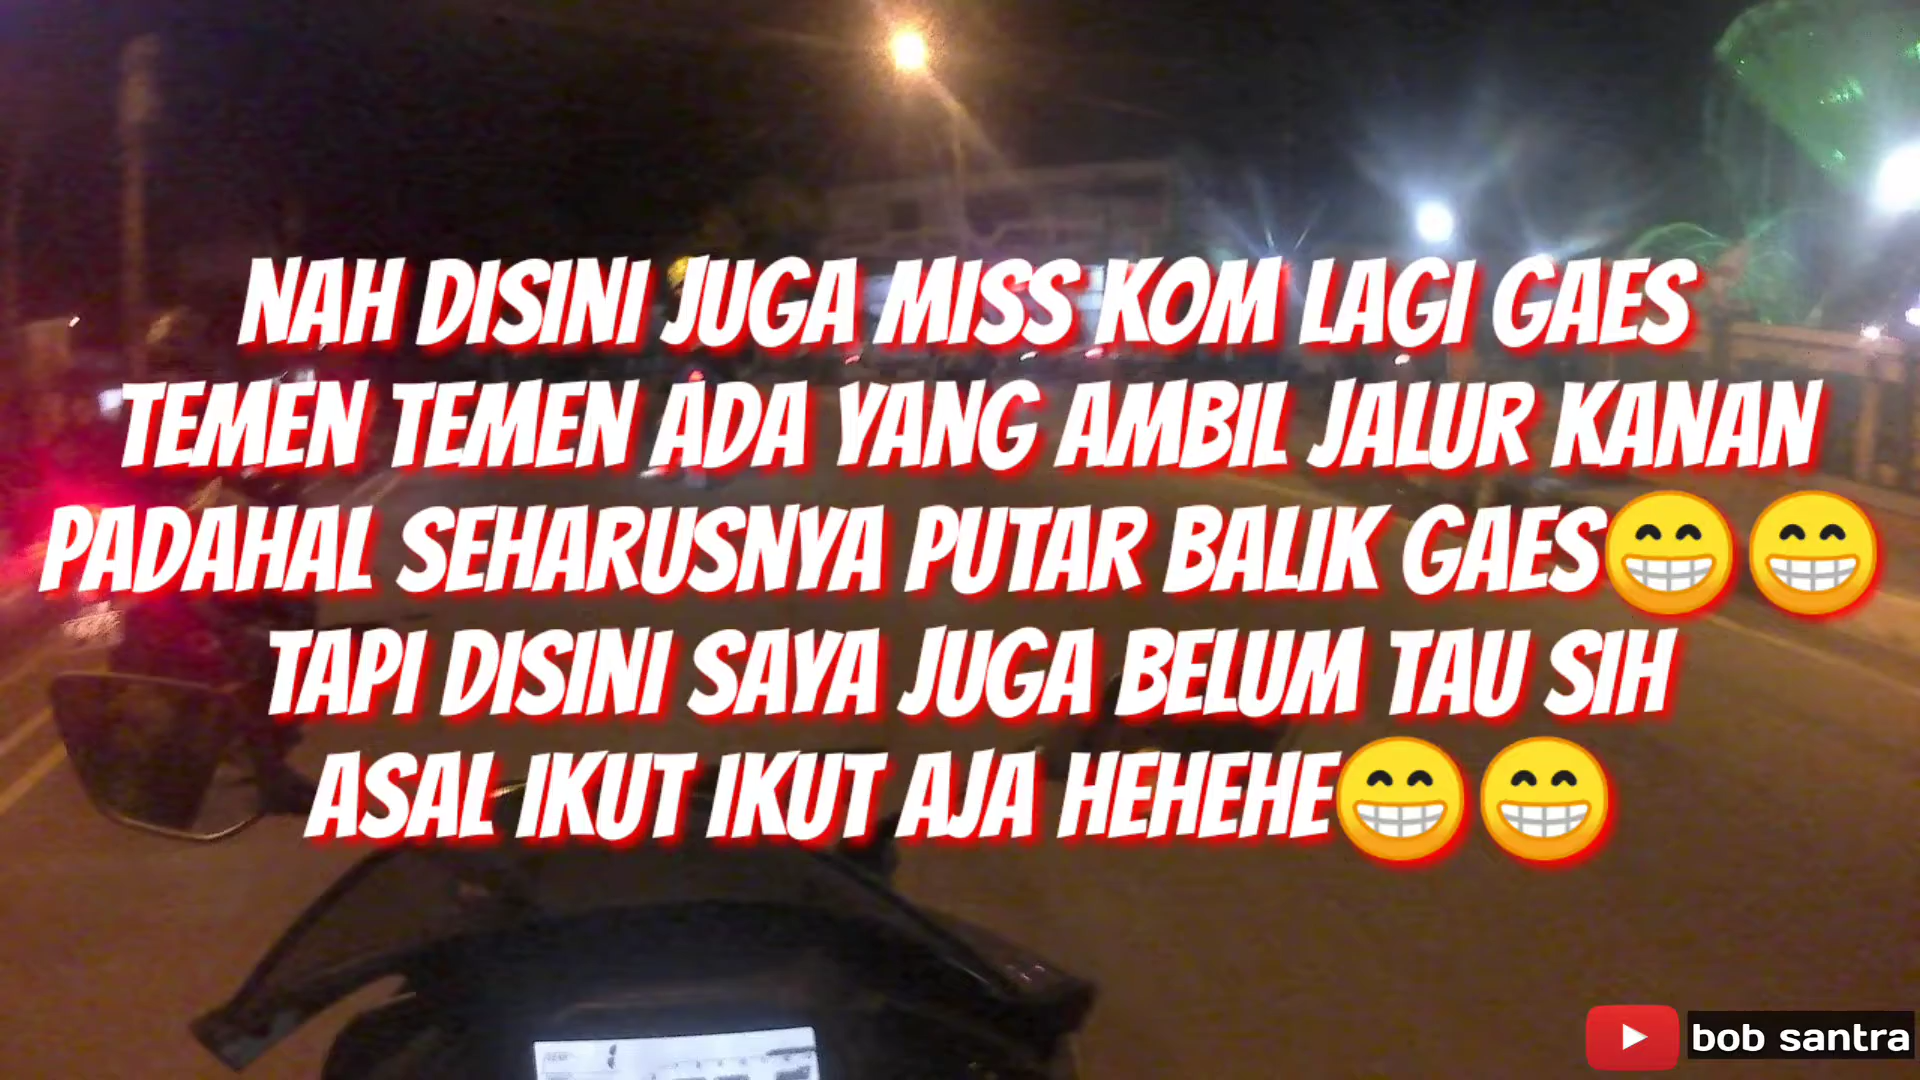 NAH DISINI JUGA MISS KOM LAGI GAES
TEMEN TEMEN ADA YANG AMBIL JALUR KANAN
PADAHAL SEHARUSNYA PUTAR BALIK GAES😁😁
TAPI DISINI SAYA JUGA BELUM TAU SIH
ASAL IKUT IKUT AJA HEHEHE😁😁
bob santra